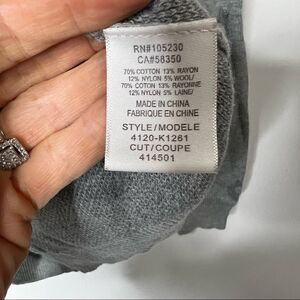 RN#105230
CA#58350
70% COTTON 13% RAYON
12% NYLON 5% WOOL/
70% COTON 13% RAYONNE
12% NYLON 5% LAINE/
MADE IN CHINA
FABRIQUE EN CHINE
STYLE/MODELE
4120-K1261
CUT/COUPE
414501